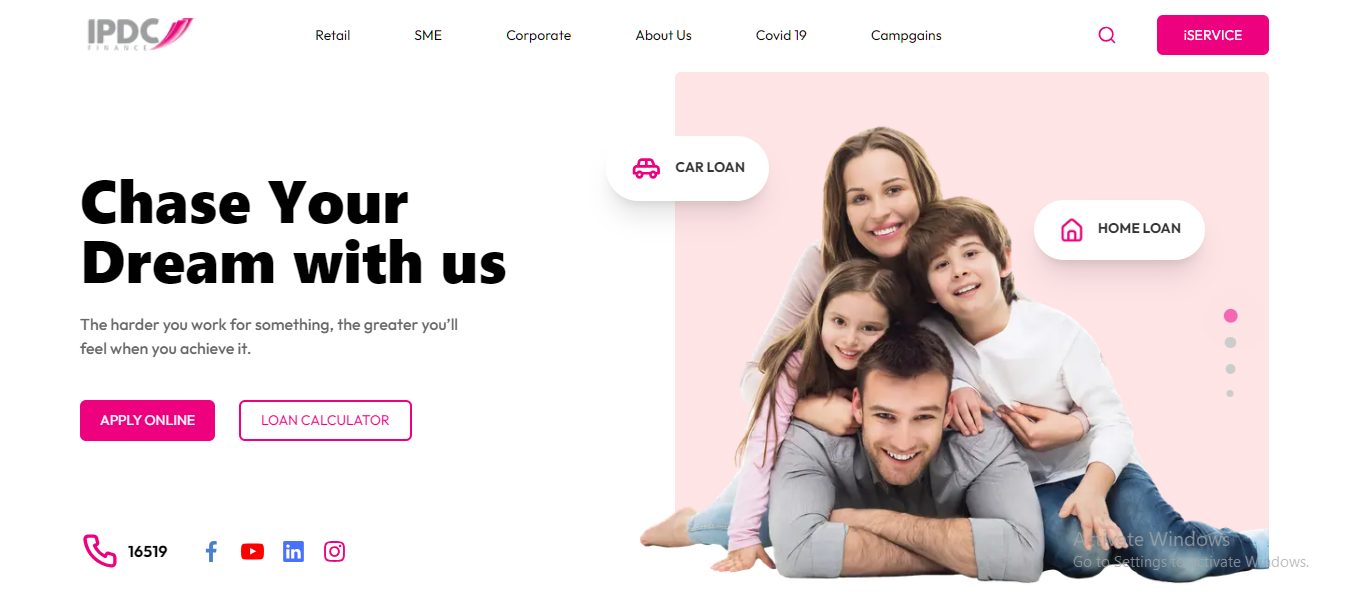 IPDC
FINANCE
Retail
SME
Corporate
About Us
Covid 19
Campgains
iSERVICE
CAR LOAN
HOME LOAN
Chase Your
Dream with us
The harder you work for something, the greater you’ll
feel when you achieve it.
APPLY ONLINE
LOAN CALCULATOR
16519
Activate Windows
Go to Settings to activate Windows.